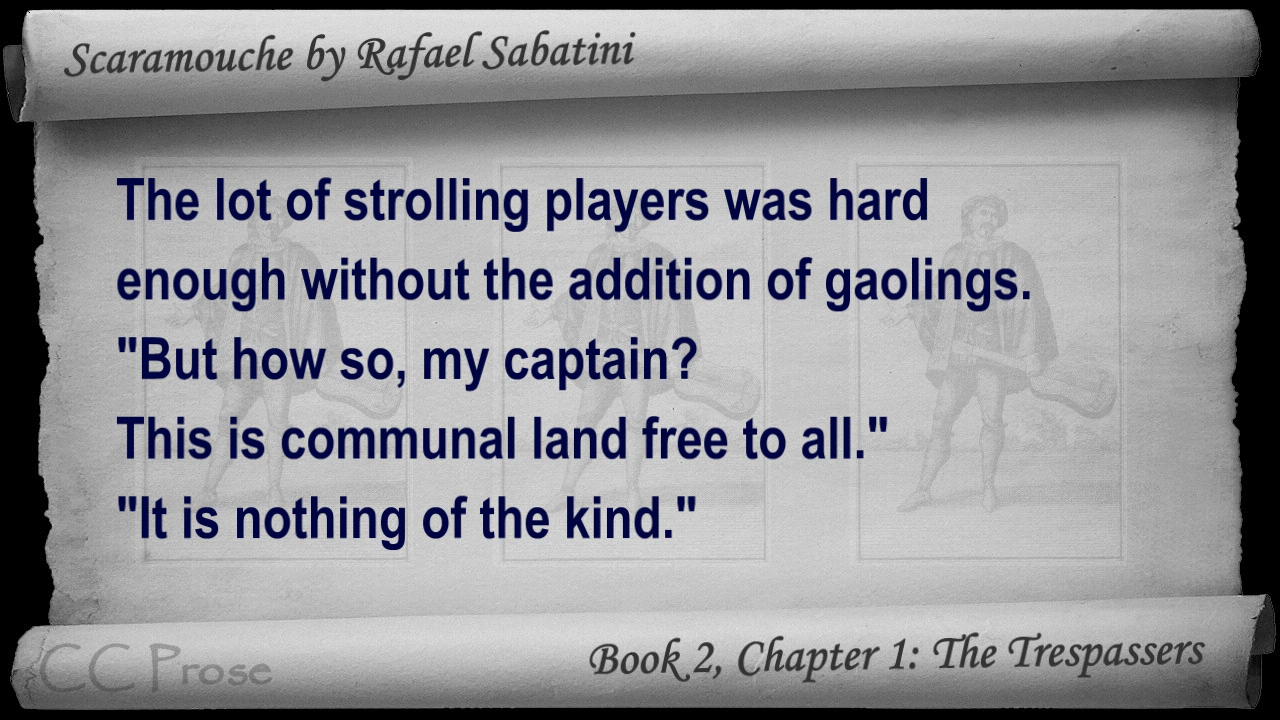 Scaramouche by Rafael Sabatini
The lot of strolling players was hard
enough without the addition of gaolings.
"But how so, my captain?
This is communal land free to all."
"It is nothing of the kind."
CC Prose
Book 2, Chapter 1: The Trespassers